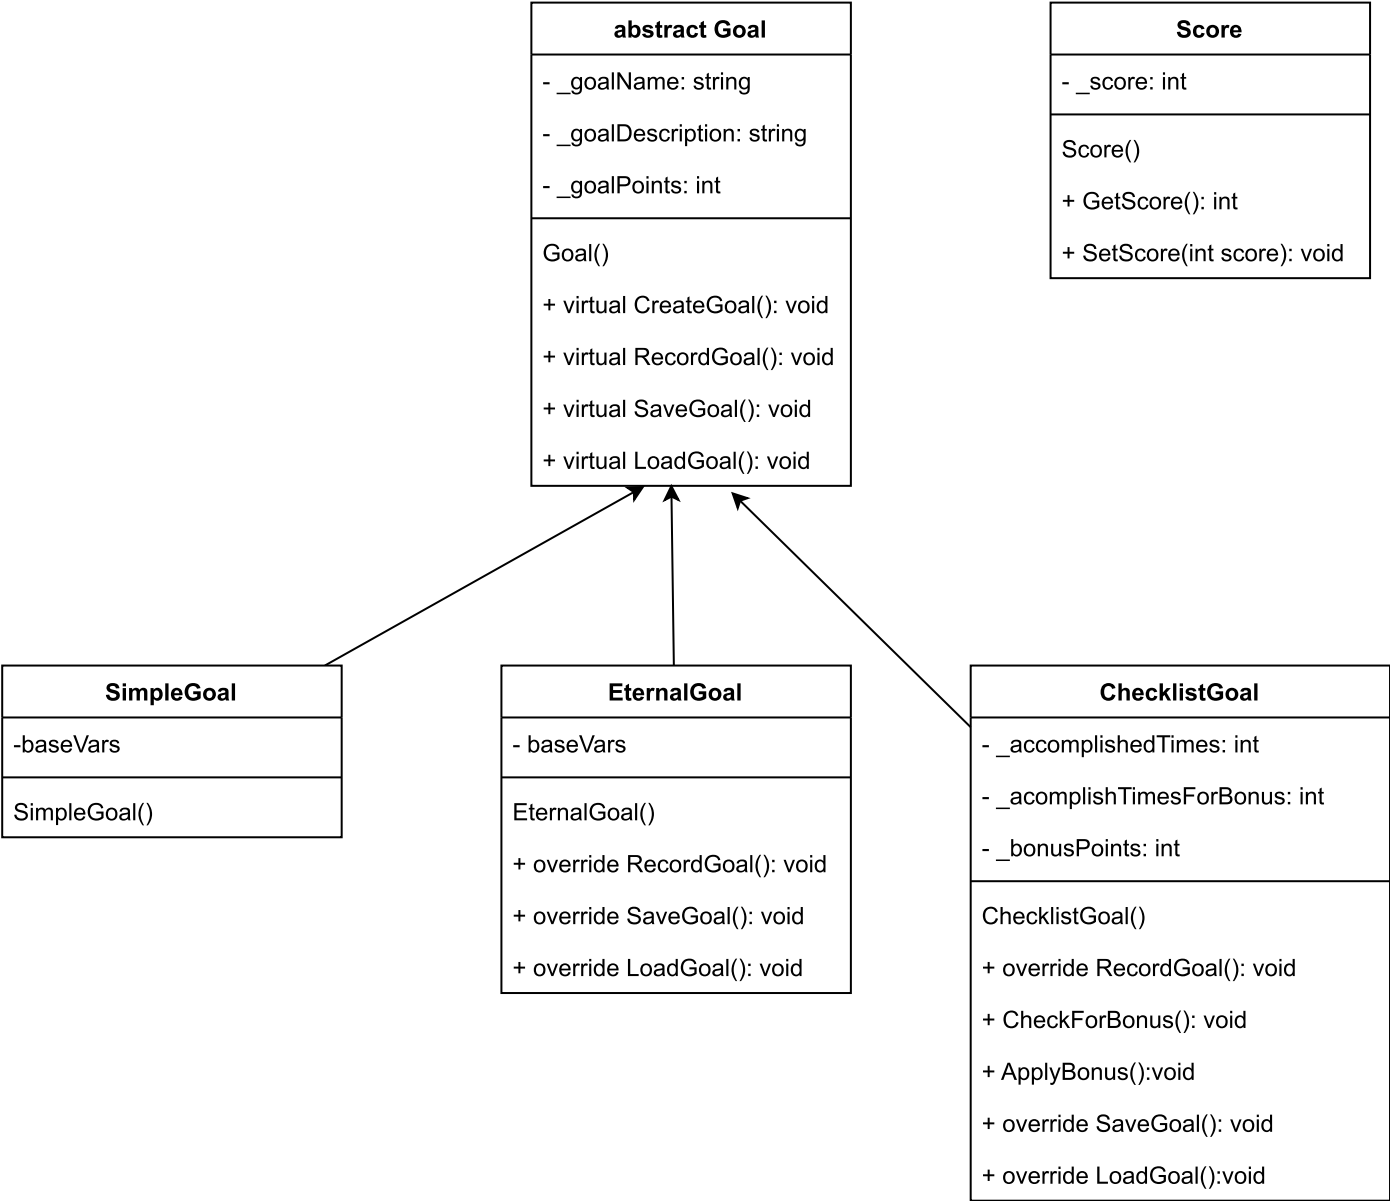 abstract Goal
- _goalName: string
- _goalDescription: string
- _goalPoints: int
Goal()
+ virtual CreateGoal(): void
+ virtual RecordGoal(): void
+ virtual SaveGoal(): void
+ virtual LoadGoal(): void
Score
- _score: int
Score()
+ GetScore(): int
+ SetScore(int score): void
SimpleGoal
-baseVars
SimpleGoal()
EternalGoal
- baseVars
EternalGoal()
+ override RecordGoal(): void
+ override SaveGoal(): void
+ override LoadGoal(): void
ChecklistGoal
- _accomplishedTimes: int
- _acomplishTimesForBonus: int
- _bonusPoints: int
ChecklistGoal()
+ override RecordGoal(): void
+ CheckForBonus(): void
+ ApplyBonus():void
+ override SaveGoal(): void
+ override LoadGoal():void